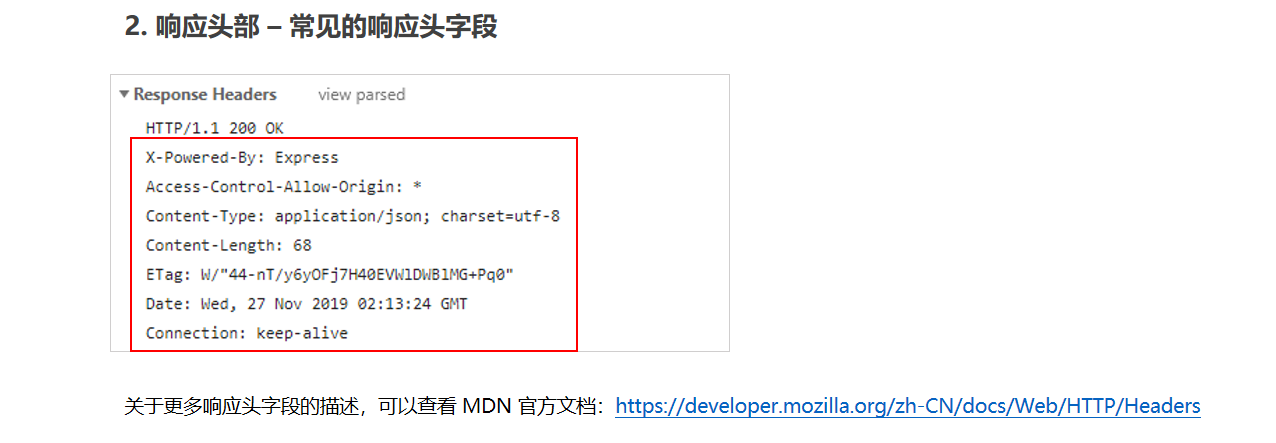 2. 响应头部 – 常见的响应头字段
Response Headers view parsed
HTTP/1.1 200 OK
X-Powered-By: Express
Access-Control-Allow-Origin: *
Content-Type: application/json; charset=utf-8
Content-Length: 68
ETag: W/"44-nT/y6yOFj7H40EVWlDWBlMG+Pq0"
Date: Wed, 27 Nov 2019 02:13:24 GMT
Connection: keep-alive
关于更多响应头字段的描述，可以查看 MDN 官方文档：https://developer.mozilla.org/zh-CN/docs/Web/HTTP/Headers